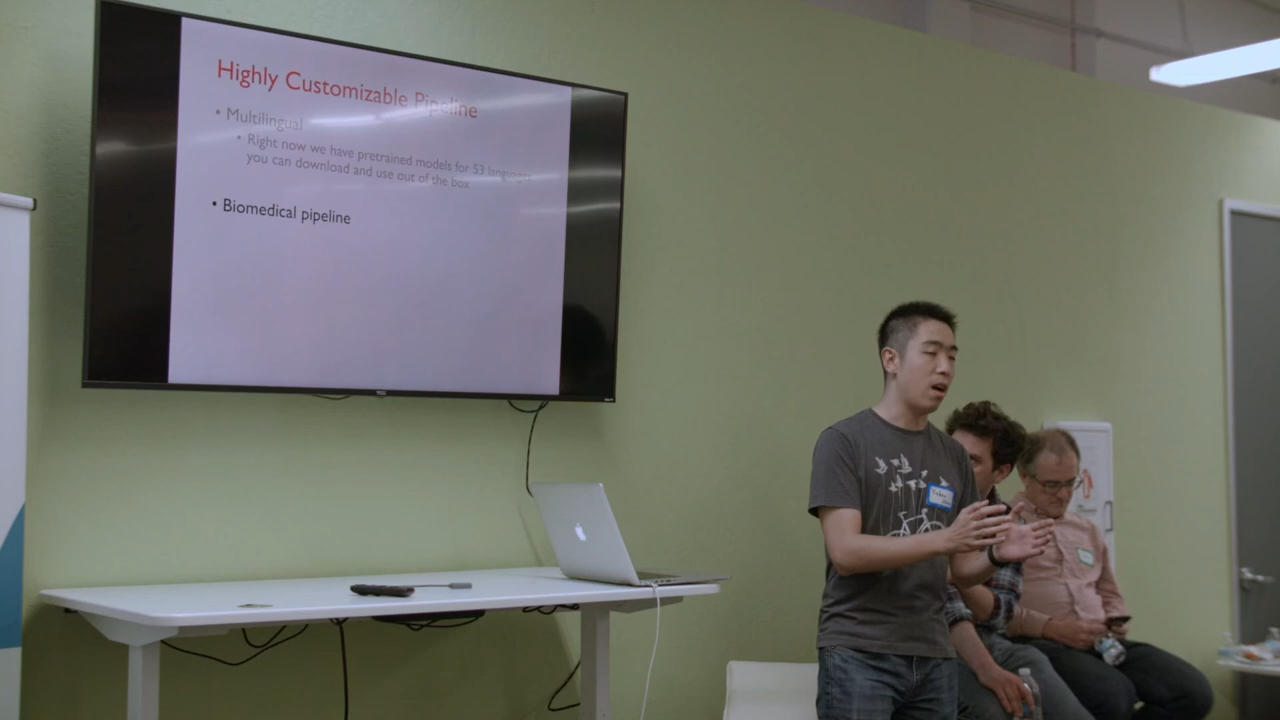 Highly Customizable Pipeline
• Multilingual
• Right now we have pretrained models for 53 languages
you can download and use out of the box
• Biomedical pipeline